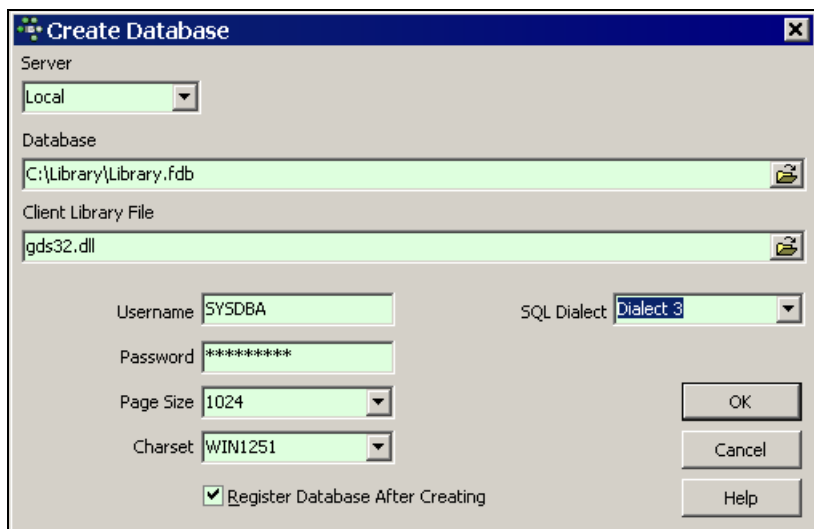 Create Database
Server
Local
Database
C:\Library\Library.fdb
Client Library File
gds32.dll
Username SYSDBA
SQL Dialect Dialect 3
Password *********
Page Size 1024
OK
Charset WIN1251
Cancel
Register Database After Creating
Help